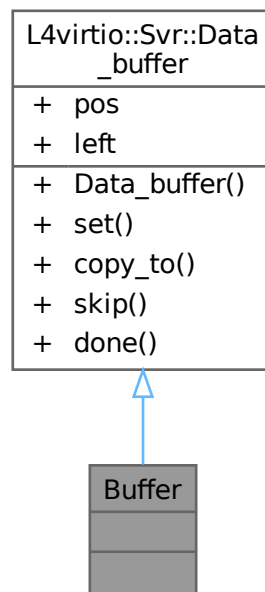 L4virtio::Svr::Data
_buffer
+ pos
+ left
+ Data_buffer()
+ set()
+ copy_to()
+ skip()
+ done()
Buffer